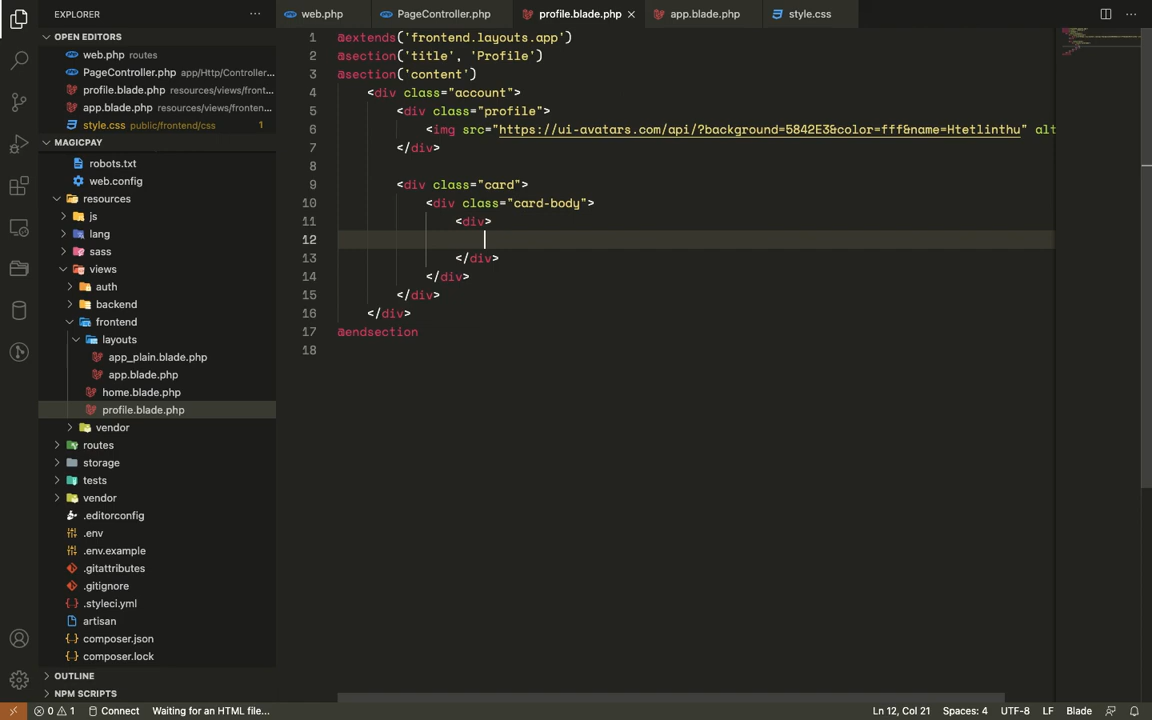 EXPLORER
web.php
PageController.php
profile.blade.php
app.blade.php
style.css
OPEN EDITORS
web.php routes
PageController.php app/Http/Controller...
profile.blade.php resources/views/front...
app.blade.php resources/views/fronten...
style.css public/frontend/css 1
MAGICPAY
robots.txt
web.config
resources
js
lang
sass
views
auth
backend
frontend
layouts
app_plain.blade.php
app.blade.php
home.blade.php
profile.blade.php
vendor
routes
storage
tests
vendor
.editorconfig
.env
.env.example
.gitattributes
.gitignore
.styleci.yml
artisan
composer.json
composer.lock
OUTLINE
NPM SCRIPTS
1 @extends('frontend.layouts.app')
2 @section('title', 'Profile')
3 @section('content')
4 <div class="account">
5 <div class="profile">
6 <img src="https://ui-avatars.com/api/?background=5842E3&color=fff&name=Htetlinthu" alt
7 </div>
8
9 <div class="card">
10 <div class="card-body">
11 <div>
12
13 </div>
14 </div>
15 </div>
16 </div>
17 @endsection
18
0 1 Connect Waiting for an HTML file... Ln 12, Col 21 Spaces: 4 UTF-8 LF Blade